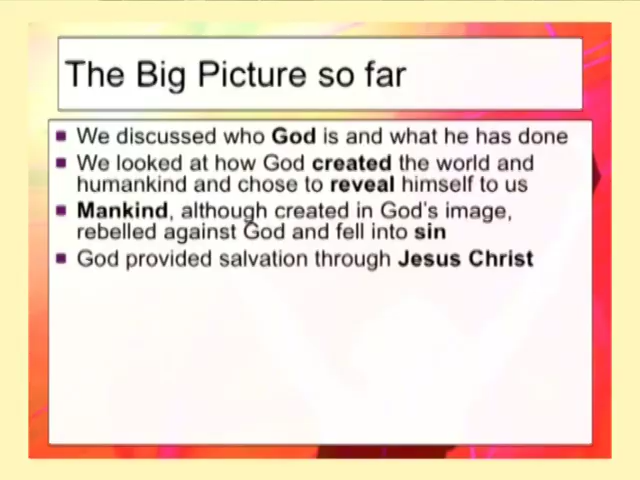 The Big Picture so far
We discussed who God is and what he has done
We looked at how God created the world and
humankind and chose to reveal himself to us
Mankind, although created in God's image,
rebelled against God and fell into sin
God provided salvation through Jesus Christ